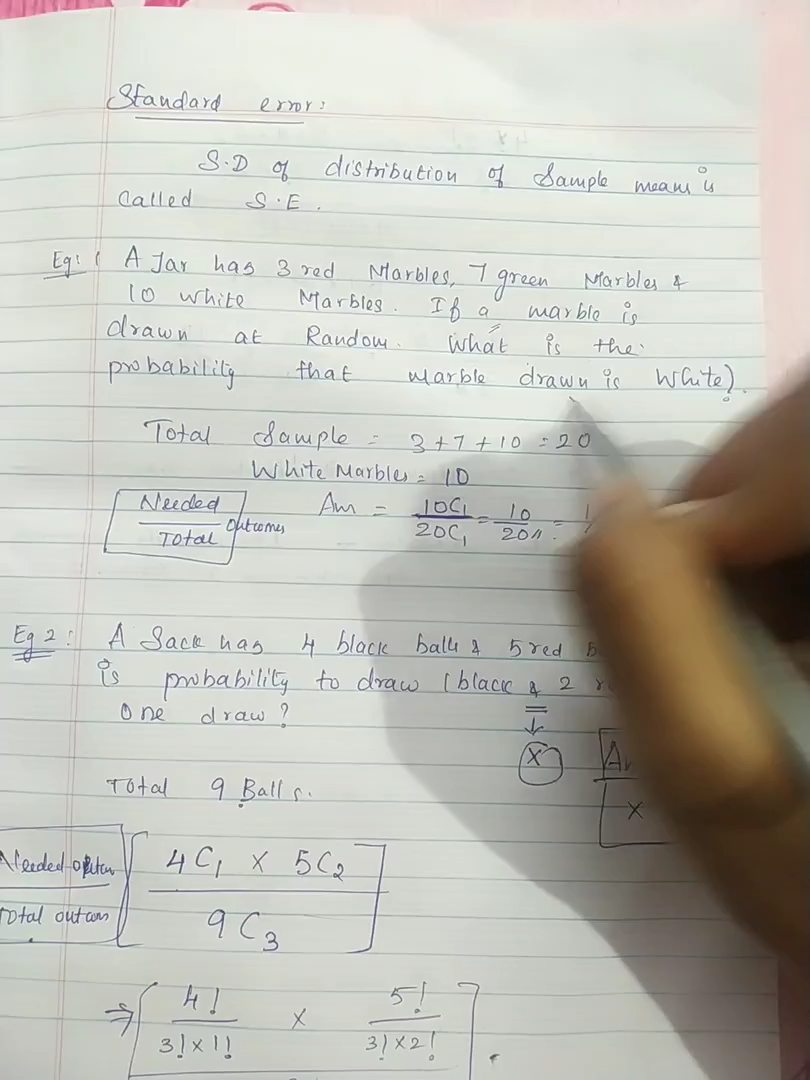 Standard error:
S.D of distribution of Sample means is
called S.E.
Eg:1 A Jar has 3 red Marbles, 7 green Marbles &
10 white Marbles. If a marble is
drawn at Random. What is the
probability that marble drawn is White?
Total Sample = 3+7+10 = 20
White Marbles = 10
Needed / Total outcomes Ans = 10C1 / 20C1 = 10 / 20 =
Eg 2: A Sack has 4 black balls & 5 red
is probability to draw 1 black & 2
One draw?
X
X
Total 9 Balls.
Needed / Total 4C1 X 5C2 / 9C3
⇒ 4! / 3!x1! X 5! / 3!x2!